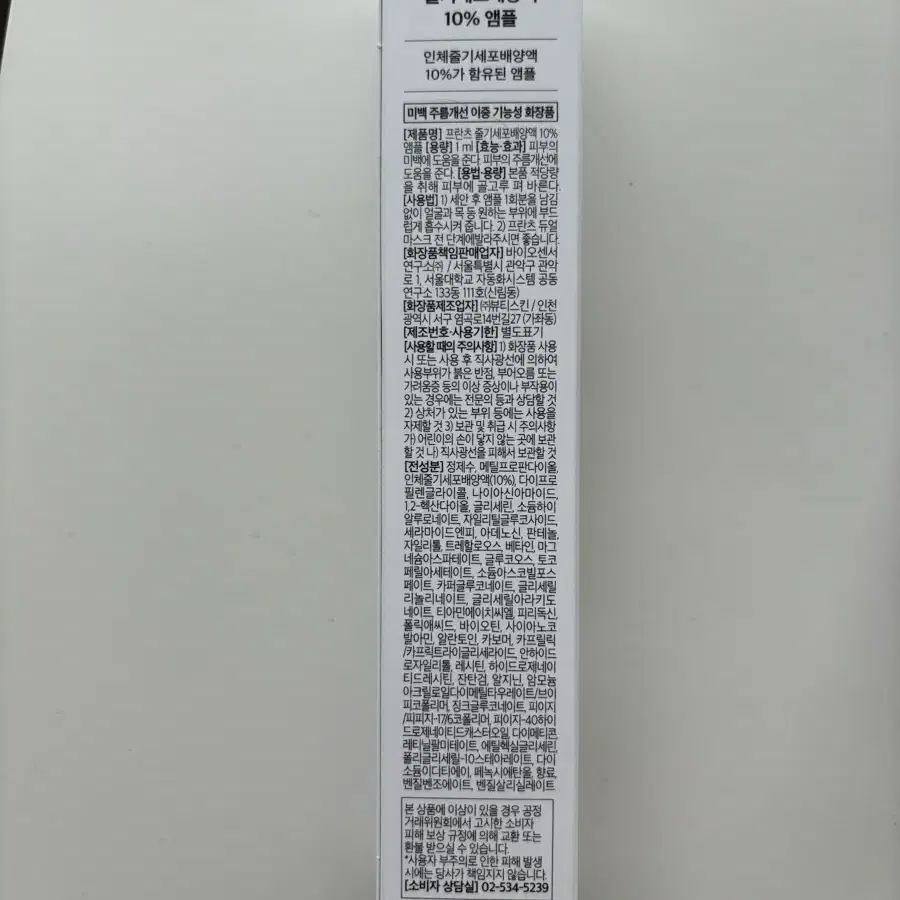 10% 앰플
인체줄기세포배양액
10%가 함유된 앰플
미백 주름개선 이중 기능성 화장품
[제품명] 프란츠 줄기세포배양액 10%
앰플 [용량] 1 ml [효능·효과] 피부의
미백에 도움을 준다. 피부의 주름개선에
도움을 준다. [용법·용량] 본품 적당량
을 취해 피부에 골고루 펴 바른다.
[사용법] 1) 세안 후 앰플 1회분을 남김
없이 얼굴과 목 등 원하는 부위에 부드
럽게 흡수시켜 줍니다. 2) 프란츠 듀얼
마스크 전 단계에발라주시면 좋습니다.
[화장품책임판매업자] 바이오센서
연구소㈜ / 서울특별시 관악구 관악
로 1, 서울대학교 자동화시스템 공동
연구소 133동 111호(신림동)
[화장품제조업자] ㈜뷰티스킨 / 인천
광역시 서구 염곡로14번길27 (가좌동)
[제조번호·사용기한] 별도표기
[사용할 때의 주의사항] 1) 화장품 사용
시 또는 사용 후 직사광선에 의하여
사용부위가 붉은 반점, 부어오름 또는
가려움증 등의 이상 증상이나 부작용이
있는 경우에는 전문의 등과 상담할 것
2) 상처가 있는 부위 등에는 사용을
자제할 것 3) 보관 및 취급 시 주의사항
가) 어린이의 손이 닿지 않는 곳에 보관
할 것 나) 직사광선을 피해서 보관할 것
[전성분] 정제수, 메틸프로판다이올,
인체줄기세포배양액(10%), 다이프로
필렌글라이콜, 나이아신아마이드,
1,2-헥산다이올, 글리세린, 소듐하이
알루로네이트, 자일리틸글루코사이드,
세라마이드엔피, 아데노신, 판테놀,
자일리톨, 트레할로오스, 베타인, 마그
네슘아스파테이트, 글루코오스, 토코
페릴아세테이트, 소듐아스코빌포스
페이트, 카퍼글루코네이트, 글리세릴
리놀리네이트, 글리세릴아라키도
네이트, 티아민에이치씨엘, 피리독신,
폴릭애씨드, 바이오틴, 사이아노코
발아민, 알란토인, 카보머, 카프릴릭
/카프릭트라이글리세라이드, 안하이드
로자일리톨, 레시틴, 하이드로제네이
티드레시틴, 잔탄검, 알지닌, 암모늄
아크릴로일다이메틸타우레이트/브이
피코폴리머, 징크글루코네이트, 피이지
/피피지-17/6코폴리머, 피이지-40하이
드로제네이티드캐스터오일, 다이메티콘,
레티닐팔미테이트, 에틸헥실글리세린,
폴리글리세릴-10스테아레이트, 다이
소듐이디티에이, 페녹시에탄올, 향료,
벤질벤조에이트, 벤질살리실레이트
본 상품에 이상이 있을 경우 공정
거래위원회에서 고시한 소비자
피해 보상 규정에 의해 교환 또는
환불 받으실 수 있습니다.
*사용자 부주의로 인한 피해 발생
시에는 당사가 책임지지 않습니다.
[소비자 상담실] 02-534-5239